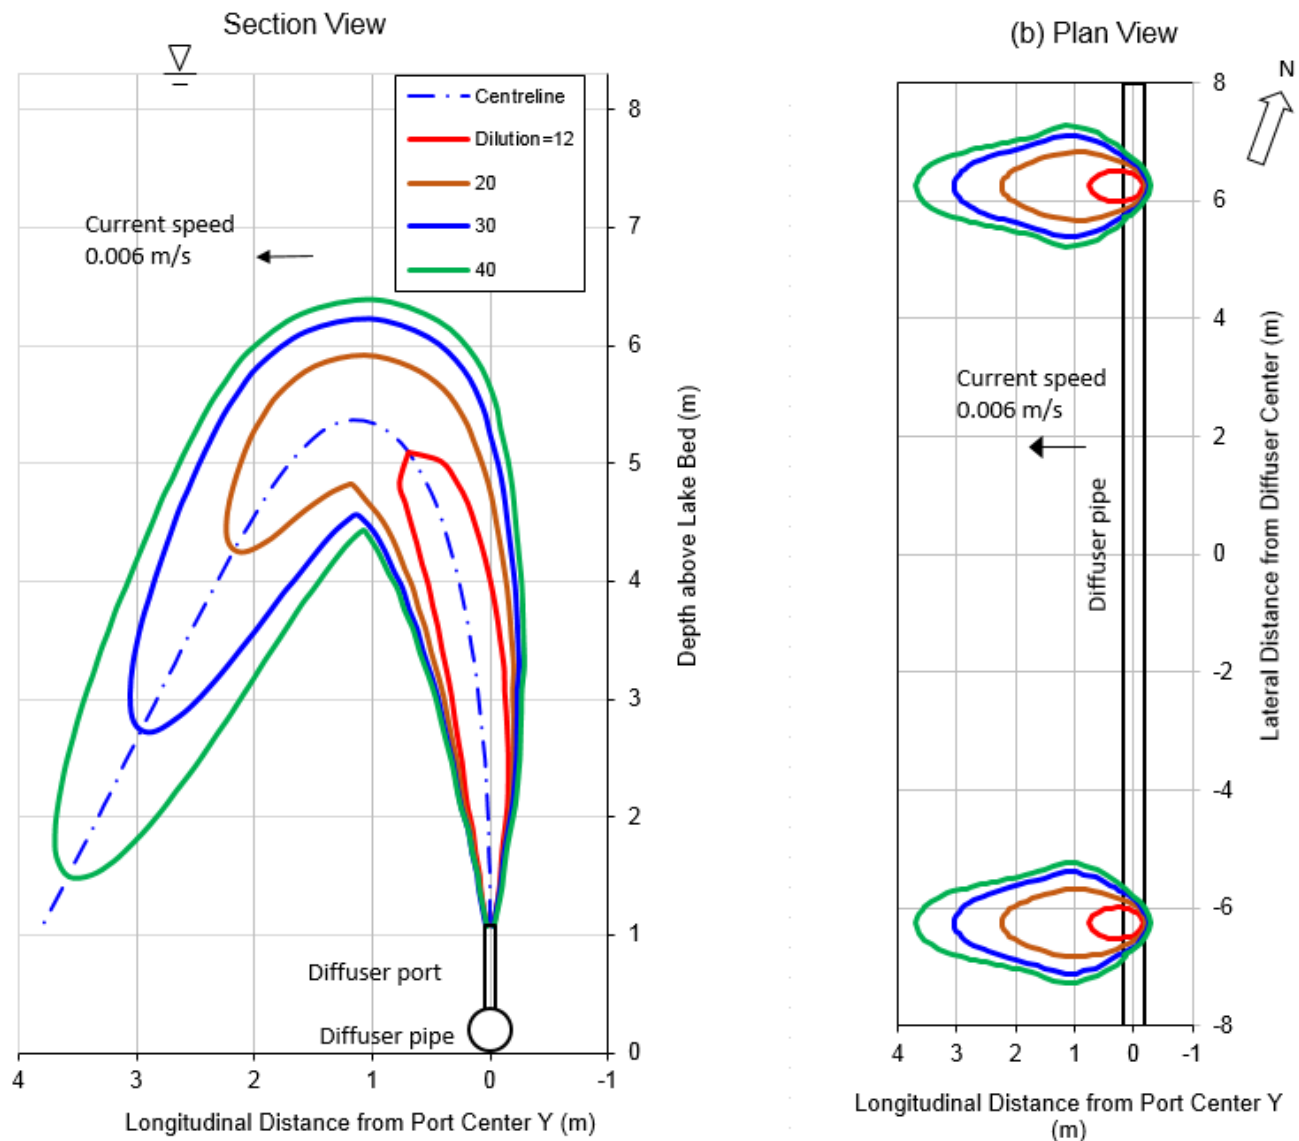 Section View
Centreline
Dilution=12
20
30
40
Current speed
0.006 m/s
8
7
6
5
4
3
2
1
0
Depth above Lake Bed (m)
Diffuser port
Diffuser pipe
4
3
2
1
0
-1
Longitudinal Distance from Port Center Y (m)
(b) Plan View
N
8
6
4
2
0
-2
-4
-6
-8
Lateral Distance from Diffuser Center (m)
Current speed
0.006 m/s
Diffuser pipe
4
3
2
1
0
-1
Longitudinal Distance from Port Center Y
(m)